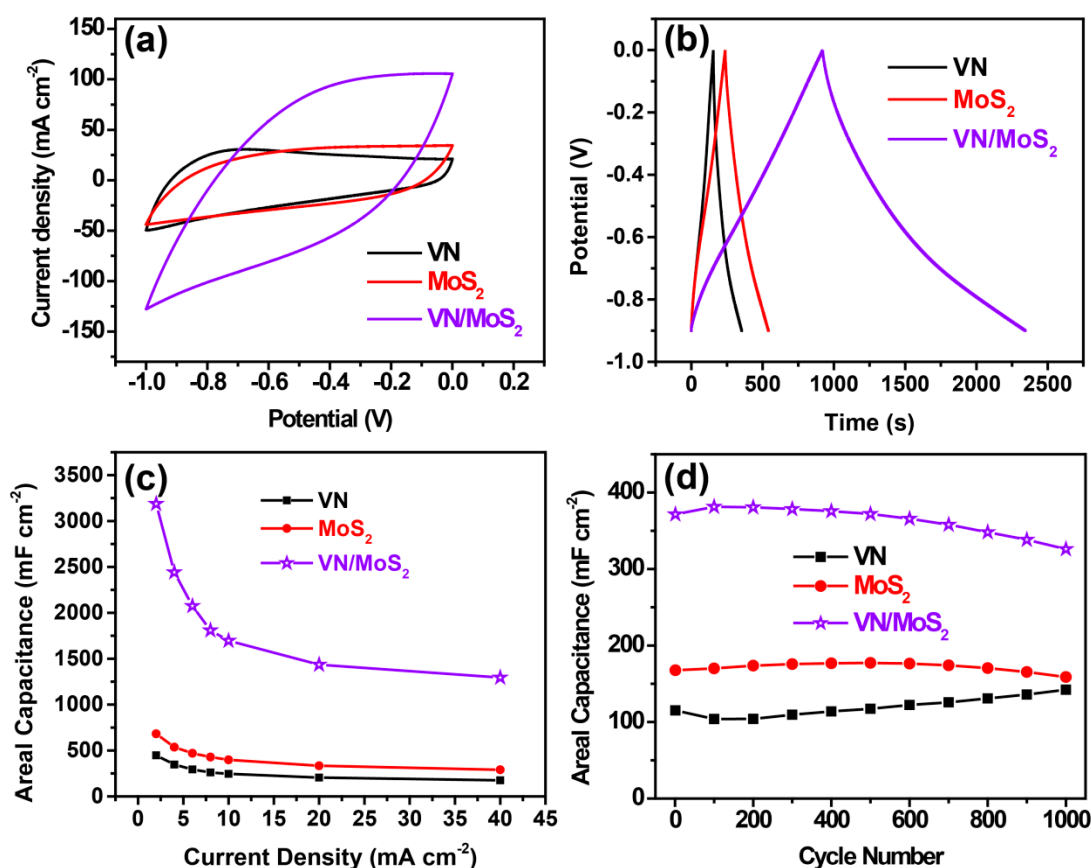 (a)
Current density (mA cm⁻²)
150
100
50
0
-50
-100
-150
VN
MoS₂
VN/MoS₂
-1.0 -0.8 -0.6 -0.4 -0.2 0.0 0.2
Potential (V)
(b)
Potential (V)
0.0
-0.2
-0.4
-0.6
-0.8
-1.0
VN
MoS₂
VN/MoS₂
0 500 1000 1500 2000 2500
Time (s)
(c)
Areal Capacitance (mF cm⁻²)
3500
3000
2500
2000
1500
1000
500
0
VN
MoS₂
VN/MoS₂
0 5 10 15 20 25 30 35 40 45
Current Density (mA cm⁻²)
(d)
Areal Capacitance (mF cm⁻²)
400
300
200
100
0
VN
MoS₂
VN/MoS₂
0 200 400 600 800 1000
Cycle Number